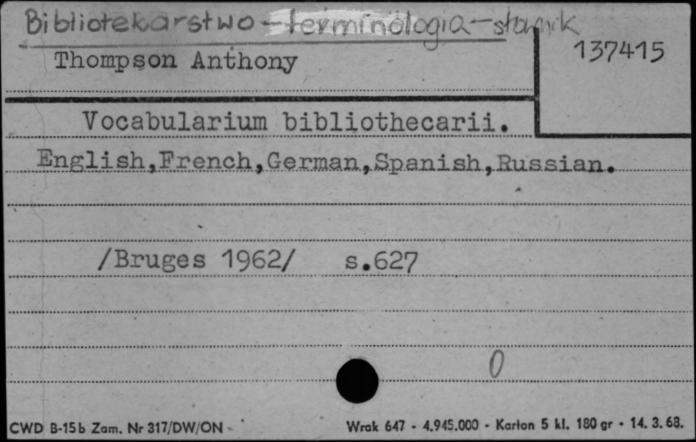 Bibliotekarstwo - terminologia - słownik
137415
Thompson Anthony
Vocabularium bibliothecarii.
English,French,German,Spanish,Russian.
/Bruges 1962/ s.627
0
CWD B-15b Zam. Nr 317/DW/ON - Wrak 647 - 4.945.000 - Karton 5 kl. 180 gr - 14. 3. 68.